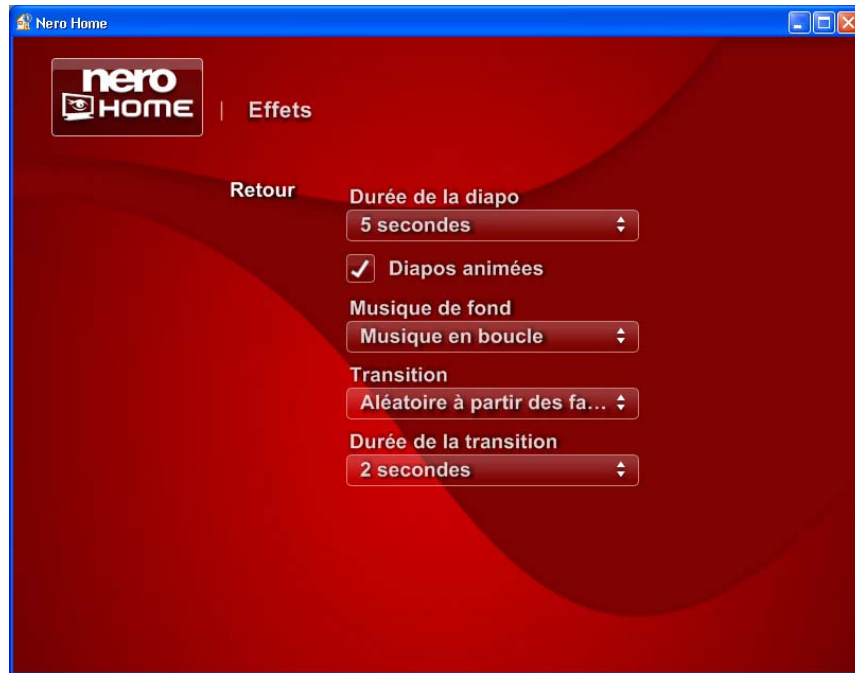 Nero Home
nero
HOME
| Effets
Retour
Durée de la diapo
5 secondes
Diapos animées
Musique de fond
Musique en boucle
Transition
Aléatoire à partir des fa...
Durée de la transition
2 secondes